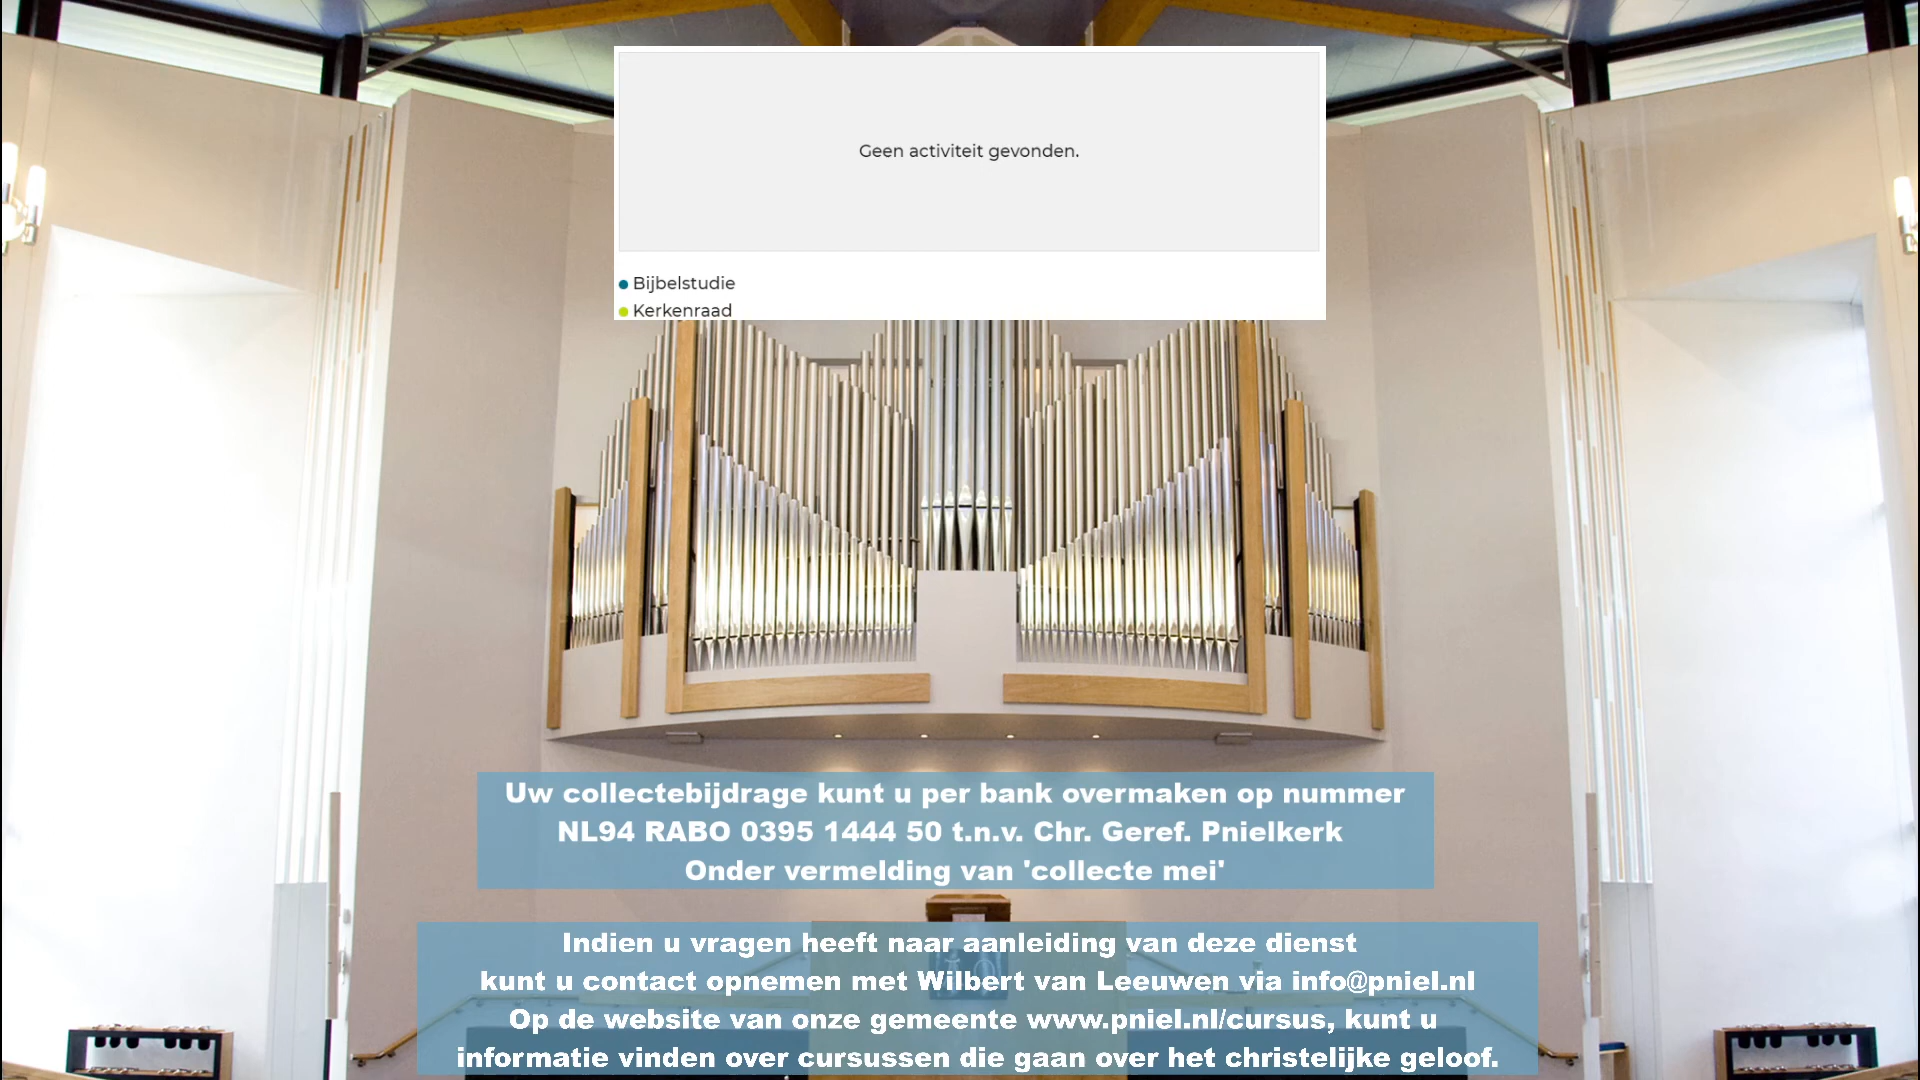 Geen activiteit gevonden.
Bijbelstudie
Kerkenraad
Uw collectebijdrage kunt u per bank overmaken op nummer
NL94 RABO 0395 1444 50 t.n.v. Chr. Geref. Pnielkerk
Onder vermelding van 'collecte mei'
Indien u vragen heeft naar aanleiding van deze dienst
kunt u contact opnemen met Wilbert van Leeuwen via info@pniel.nl
Op de website van onze gemeente www.pniel.nl/cursus, kunt u
informatie vinden over cursussen die gaan over het christelijke geloof.